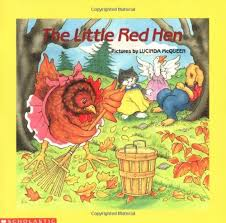 The Little Red Hen
Pictures by LUCINDA McQUEEN
SCHOLASTIC